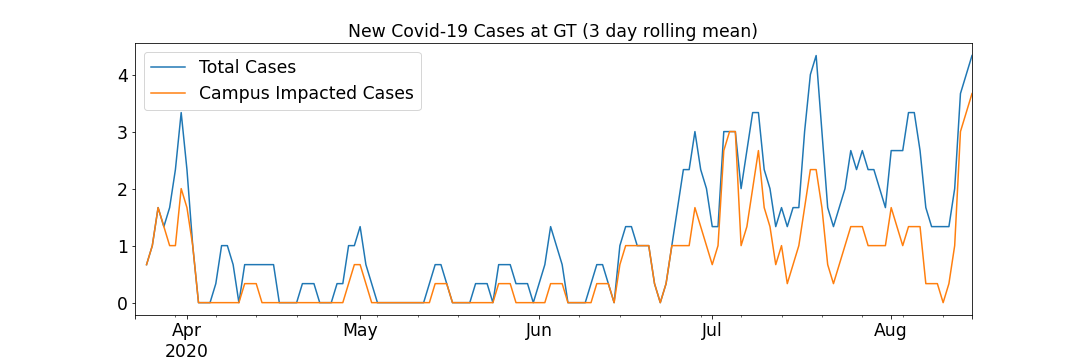 New Covid-19 Cases at GT (3 day rolling mean)
Total Cases
Campus Impacted Cases
4
3
2
1
0
Apr
2020
May
Jun
Jul
Aug